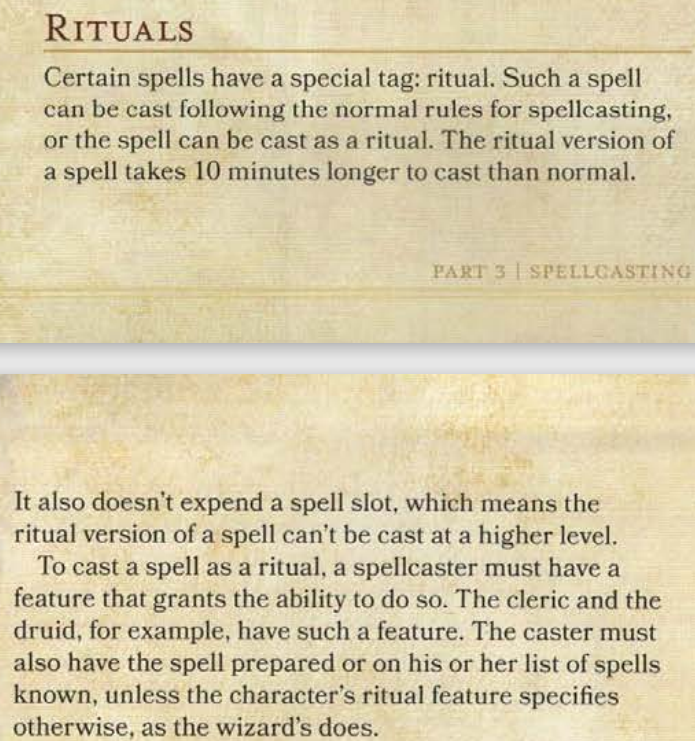 RITUALS
Certain spells have a special tag: ritual. Such a spell
can be cast following the normal rules for spellcasting,
or the spell can be cast as a ritual. The ritual version of
a spell takes 10 minutes longer to cast than normal.
PART 3 | SPELLCASTING
It also doesn't expend a spell slot, which means the
ritual version of a spell can't be cast at a higher level.
To cast a spell as a ritual, a spellcaster must have a
feature that grants the ability to do so. The cleric and the
druid, for example, have such a feature. The caster must
also have the spell prepared or on his or her list of spells
known, unless the character's ritual feature specifies
otherwise, as the wizard's does.